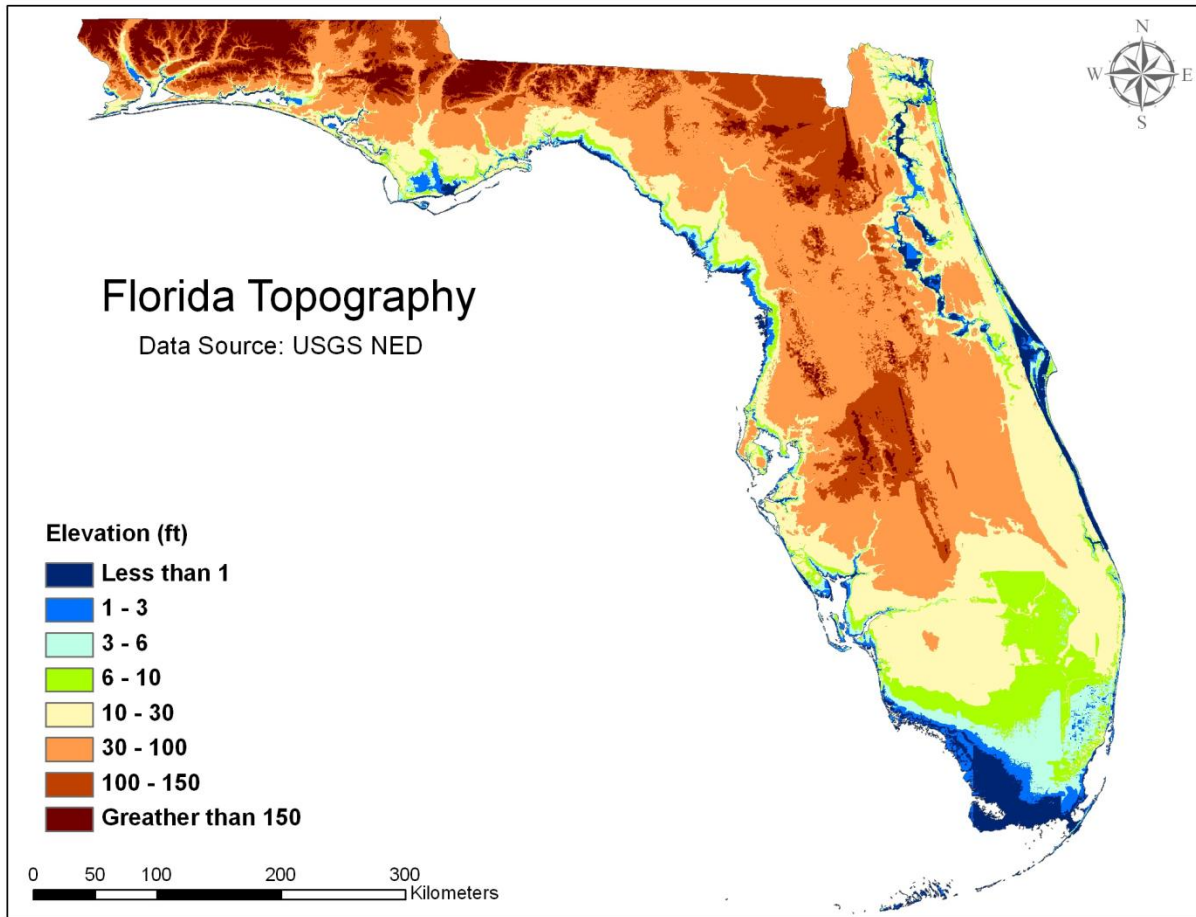 N
W E
S
Florida Topography
Data Source: USGS NED
Elevation (ft)
Less than 1
1 - 3
3 - 6
6 - 10
10 - 30
30 - 100
100 - 150
Greather than 150
0 50 100 200 300
Kilometers